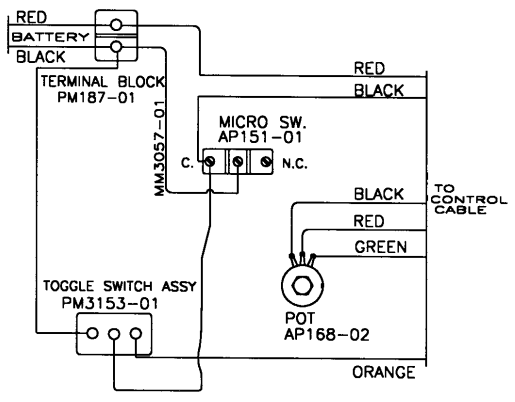 RED
BATTERY
BLACK
TERMINAL BLOCK
PM187-01
MM3057-01
RED
BLACK
MICRO SW.
AP151-01
C.
N.C.
BLACK
RED
GREEN
TO
CONTROL
CABLE
TOGGLE SWITCH ASSY
PM3153-01
POT
AP168-02
ORANGE